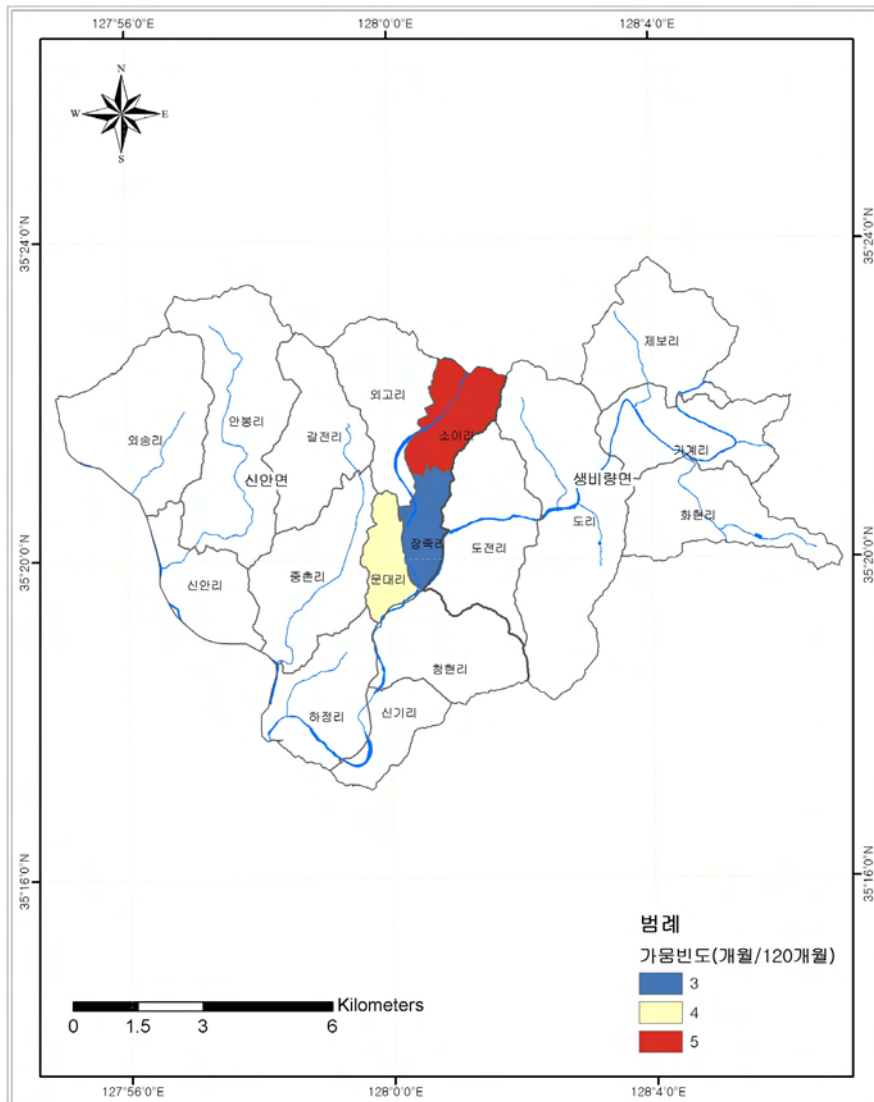 127°56'0"E 128°0'0"E 128°4'0"E
N
W E
S
35°24'0"N 35°24'0"N
제보리
외고리
안봉리
외송리 갈전리 소이리
가계리
신안면 생비량면
화현리
도리
장죽리 도전리
35°20'0"N 35°20'0"N
신안리 중촌리 문대리
청현리
하정리 신기리
35°16'0"N 35°16'0"N
범례
가뭄빈도(개월/120개월)
3
4
5
Kilometers
0 1.5 3 6
127°56'0"E 128°0'0"E 128°4'0"E